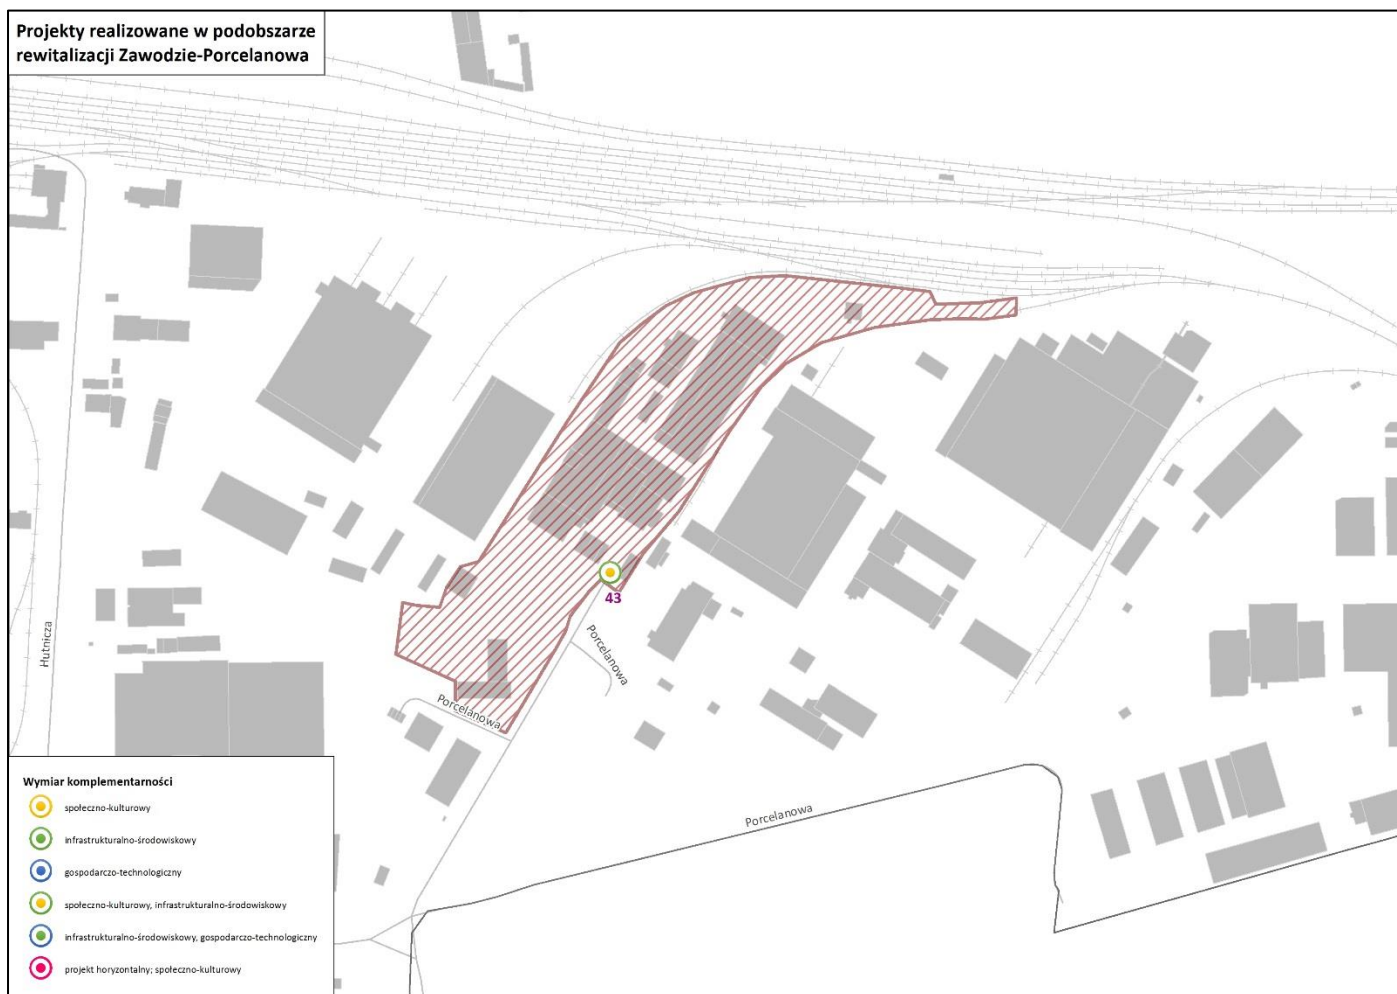 Projekty realizowane w podobszarze
rewitalizacji Zawodzie-Porcelanowa
Hutnicza
43
Porcelanowa
Porcelanowa
Porcelanowa
Wymiar komplementarności
społeczno-kulturowy
infrastrukturalno-środowiskowy
gospodarczo-technologiczny
społeczno-kulturowy, infrastrukturalno-środowiskowy
infrastrukturalno-środowiskowy, gospodarczo-technologiczny
projekt horyzontalny; społeczno-kulturowy